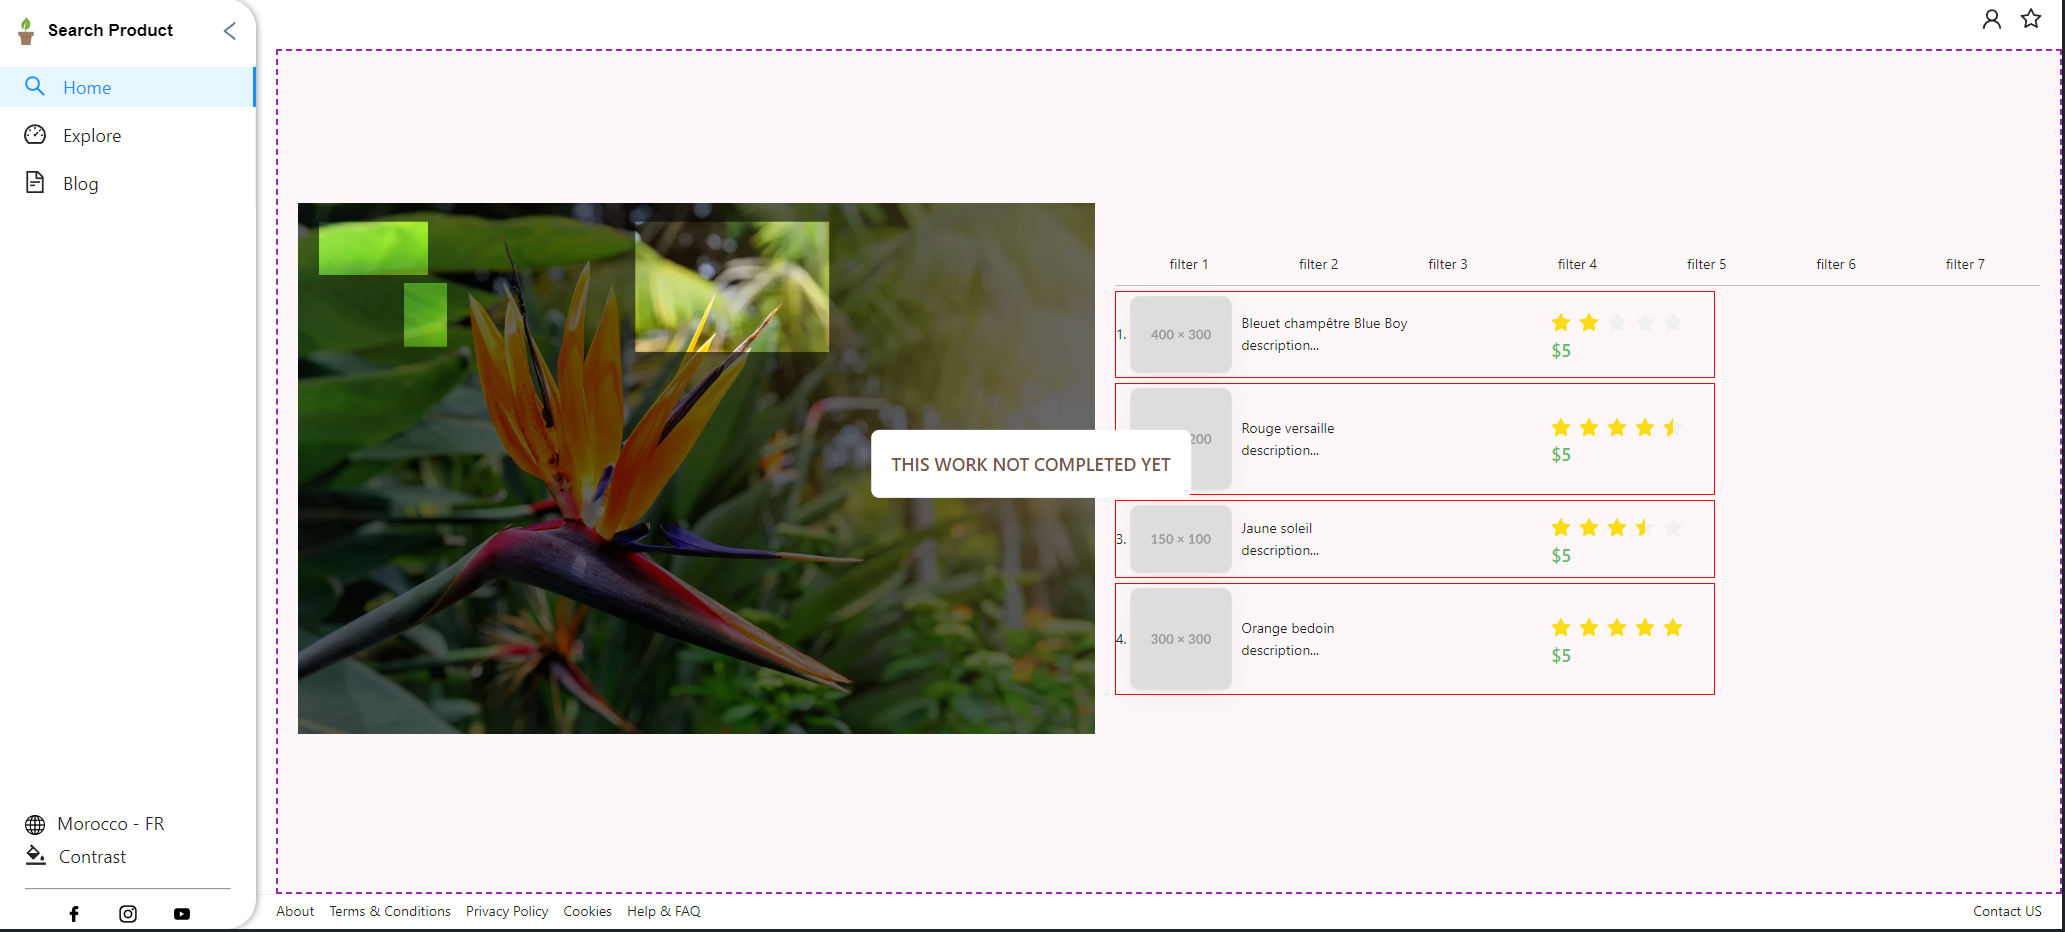 Search Product
Home
Explore
Blog
Morocco - FR
Contrast
filter 1 filter 2 filter 3 filter 4 filter 5 filter 6 filter 7
1.
400 × 300
Bleuet champêtre Blue Boy
description...
$5
200
Rouge versaille
description...
$5
THIS WORK NOT COMPLETED YET
3.
150 × 100
Jaune soleil
description...
$5
4.
300 × 300
Orange bedoin
description...
$5
About Terms & Conditions Privacy Policy Cookies Help & FAQ
Contact US